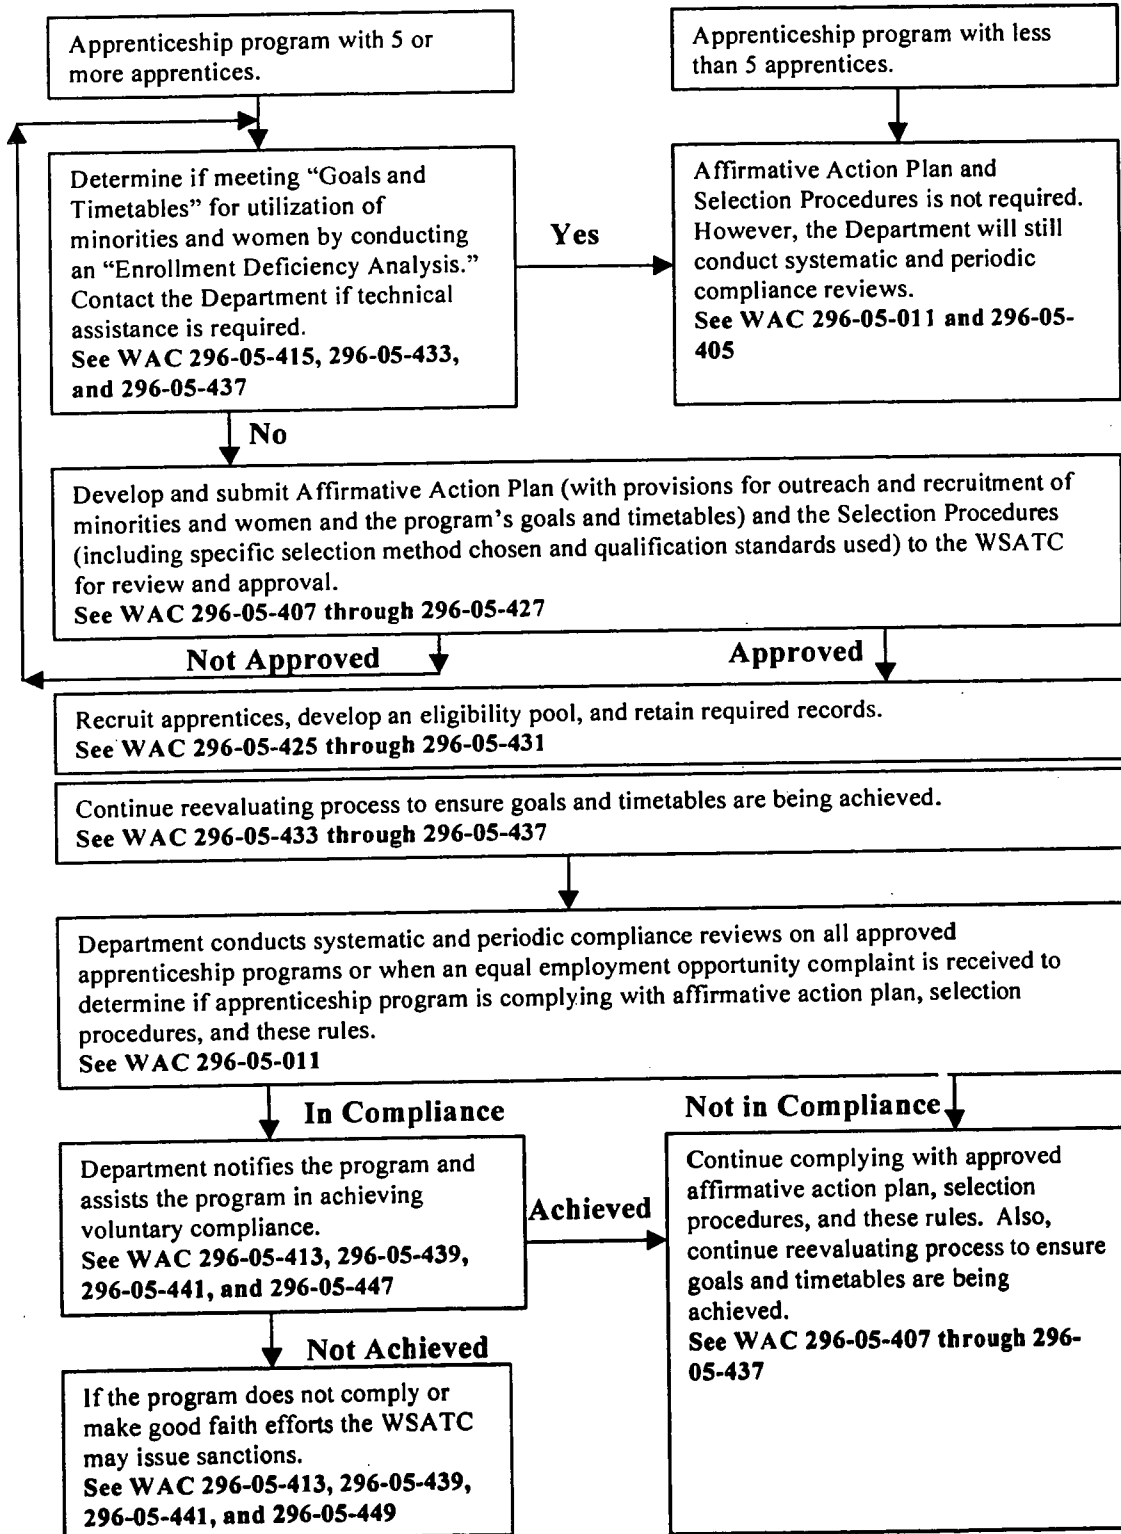 Apprenticeship program with 5 or
more apprentices.
Apprenticeship program with less
than 5 apprentices.
Determine if meeting “Goals and
Timetables” for utilization of
minorities and women by conducting
an “Enrollment Deficiency Analysis.”
Contact the Department if technical
assistance is required.
See WAC 296-05-415, 296-05-433,
and 296-05-437
Yes
Affirmative Action Plan and
Selection Procedures is not required.
However, the Department will still
conduct systematic and periodic
compliance reviews.
See WAC 296-05-011 and 296-05-
405
No
Develop and submit Affirmative Action Plan (with provisions for outreach and recruitment of
minorities and women and the program’s goals and timetables) and the Selection Procedures
(including specific selection method chosen and qualification standards used) to the WSATC
for review and approval.
See WAC 296-05-407 through 296-05-427
Not Approved
Approved
Recruit apprentices, develop an eligibility pool, and retain required records.
See WAC 296-05-425 through 296-05-431
Continue reevaluating process to ensure goals and timetables are being achieved.
See WAC 296-05-433 through 296-05-437
Department conducts systematic and periodic compliance reviews on all approved
apprenticeship programs or when an equal employment opportunity complaint is received to
determine if apprenticeship program is complying with affirmative action plan, selection
procedures, and these rules.
See WAC 296-05-011
In Compliance
Not in Compliance
Department notifies the program and
assists the program in achieving
voluntary compliance.
See WAC 296-05-413, 296-05-439,
296-05-441, and 296-05-447
Achieved
Continue complying with approved
affirmative action plan, selection
procedures, and these rules. Also,
continue reevaluating process to ensure
goals and timetables are being
achieved.
See WAC 296-05-407 through 296-
05-437
Not Achieved
If the program does not comply or
make good faith efforts the WSATC
may issue sanctions.
See WAC 296-05-413, 296-05-439,
296-05-441, and 296-05-449